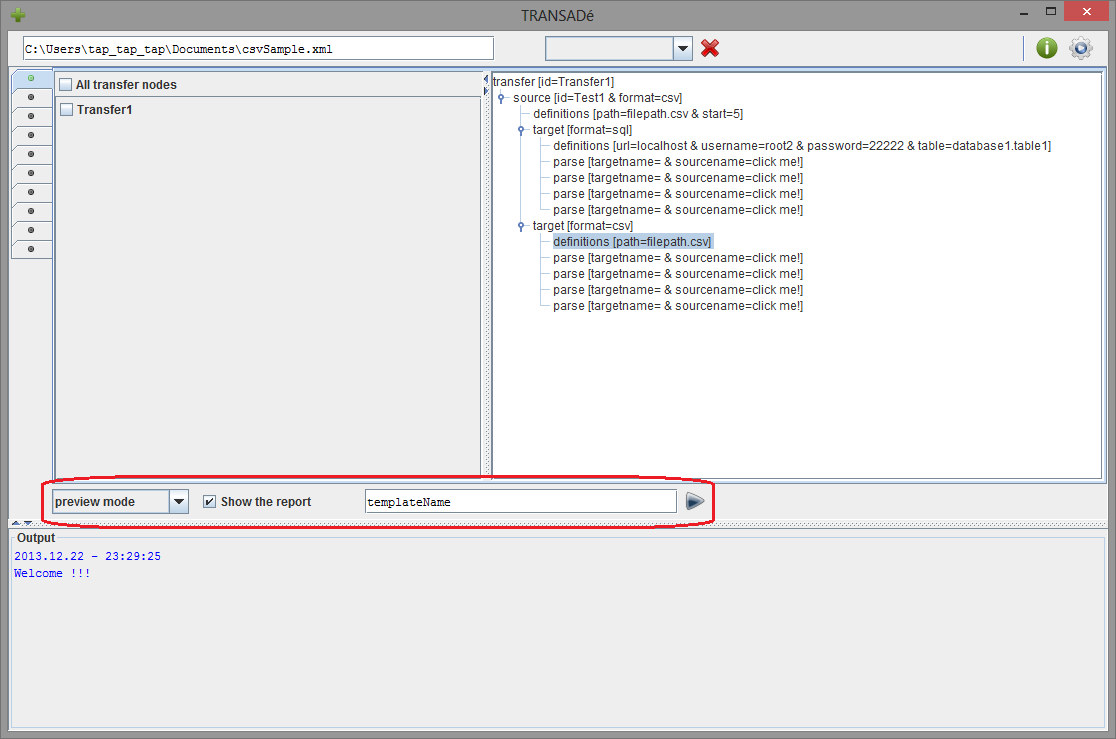 TRANSADé
C:\Users\tap_tap_tap\Documents\csvSample.xml
All transfer nodes
Transfer1
transfer [id=Transfer1]
source [id=Test1 & format=csv]
definitions [path=filepath.csv & start=5]
target [format=sql]
definitions [url=localhost & username=root2 & password=22222 & table=database1.table1]
parse [targetname= & sourcename=click me!]
parse [targetname= & sourcename=click me!]
parse [targetname= & sourcename=click me!]
parse [targetname= & sourcename=click me!]
target [format=csv]
definitions [path=filepath.csv]
parse [targetname= & sourcename=click me!]
parse [targetname= & sourcename=click me!]
parse [targetname= & sourcename=click me!]
parse [targetname= & sourcename=click me!]
preview mode Show the report templateName
Output
2013.12.22 - 23:29:25
Welcome !!!